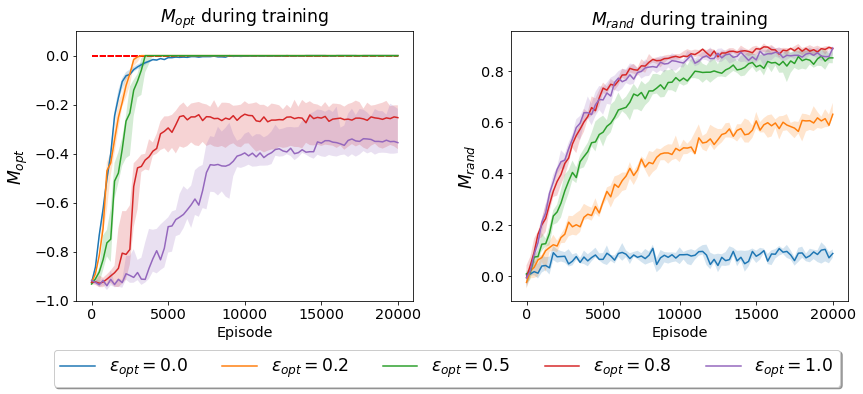 M_opt during training
M_opt
0.0
−0.2
−0.4
−0.6
−0.8
−1.0
0 5000 10000 15000 20000
Episode
M_rand during training
M_rand
0.8
0.6
0.4
0.2
0.0
0 5000 10000 15000 20000
Episode
ε_opt = 0.0 ε_opt = 0.2 ε_opt = 0.5 ε_opt = 0.8 ε_opt = 1.0